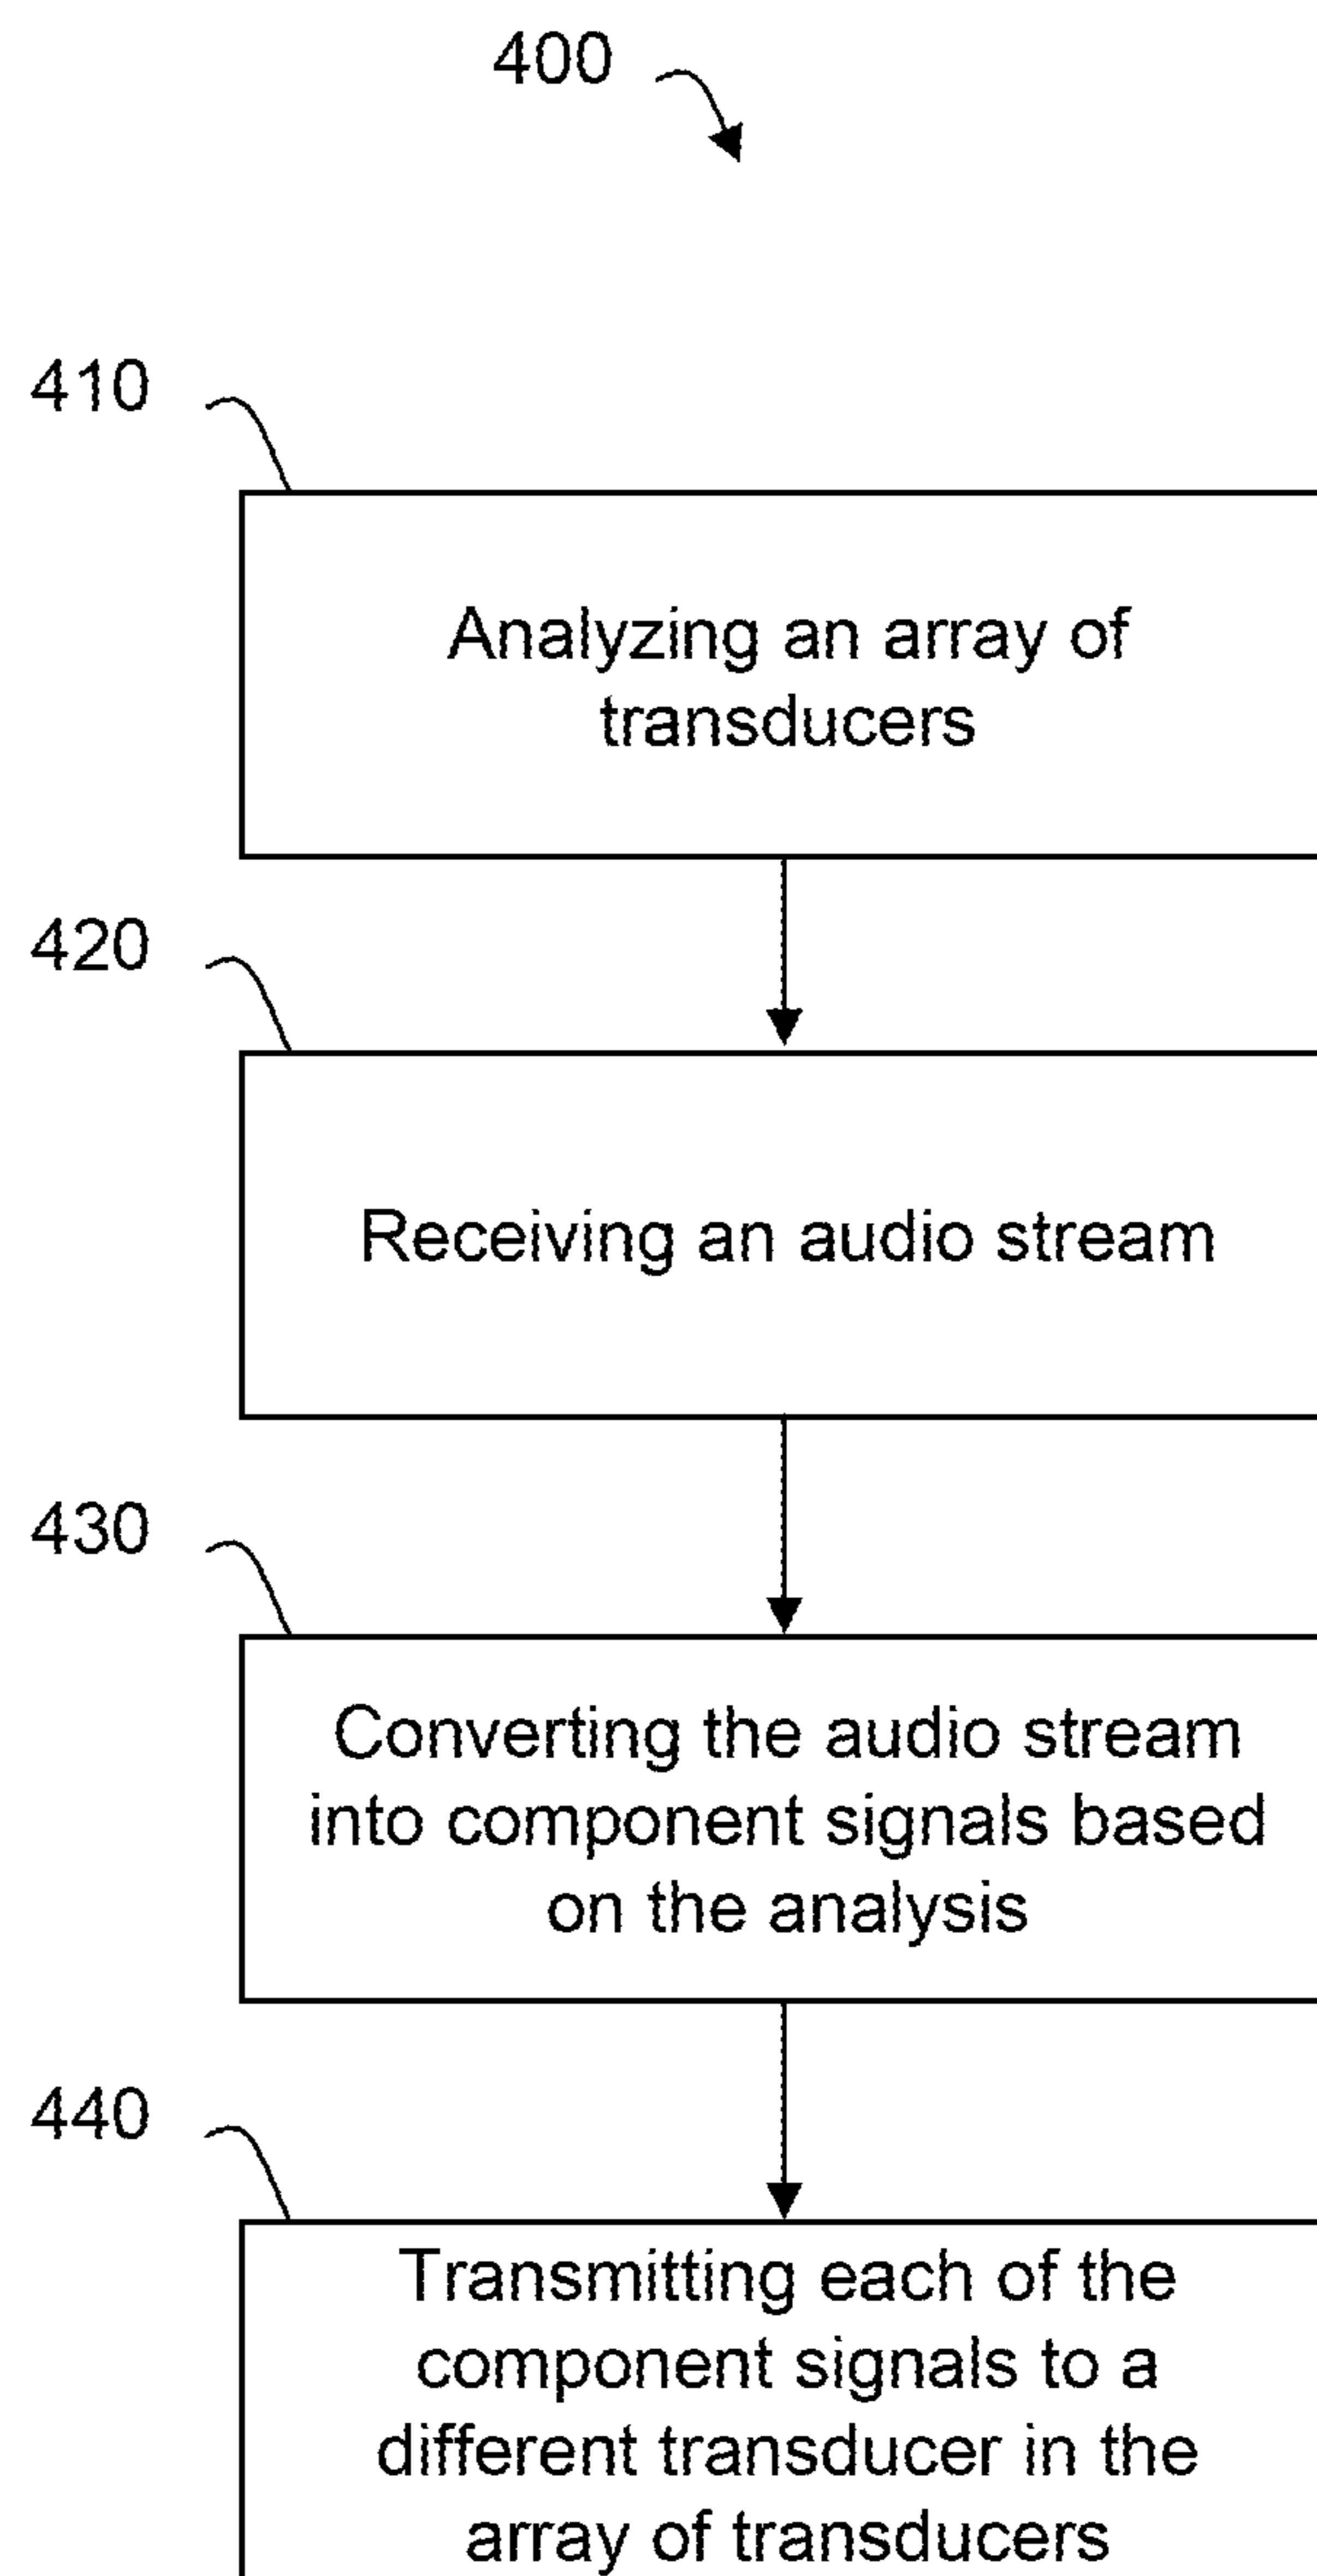 400
410
Analyzing an array of
transducers
420
Receiving an audio stream
430
Converting the audio stream
into component signals based
on the analysis
440
Transmitting each of the
component signals to a
different transducer in the
array of transducers